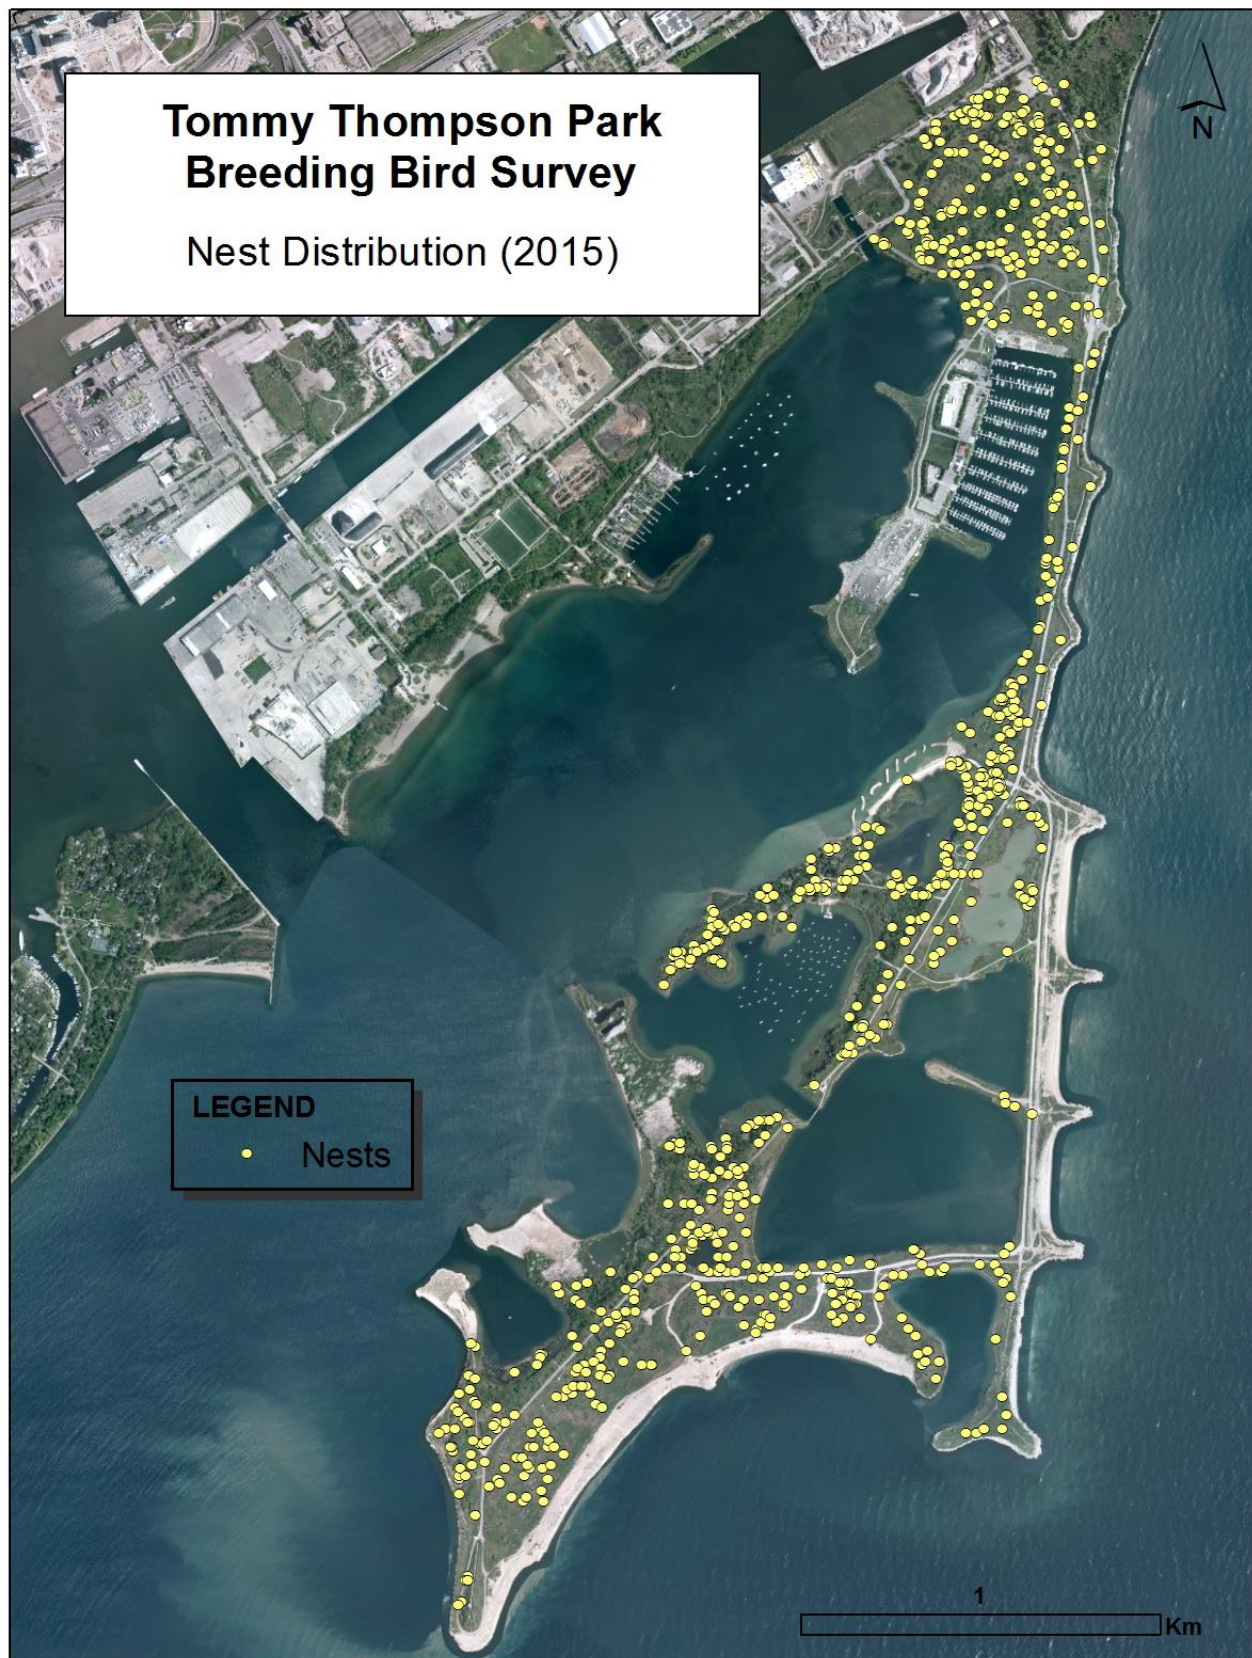 Tommy Thompson Park
Breeding Bird Survey
Nest Distribution (2015)
N
LEGEND
Nests
1
Km